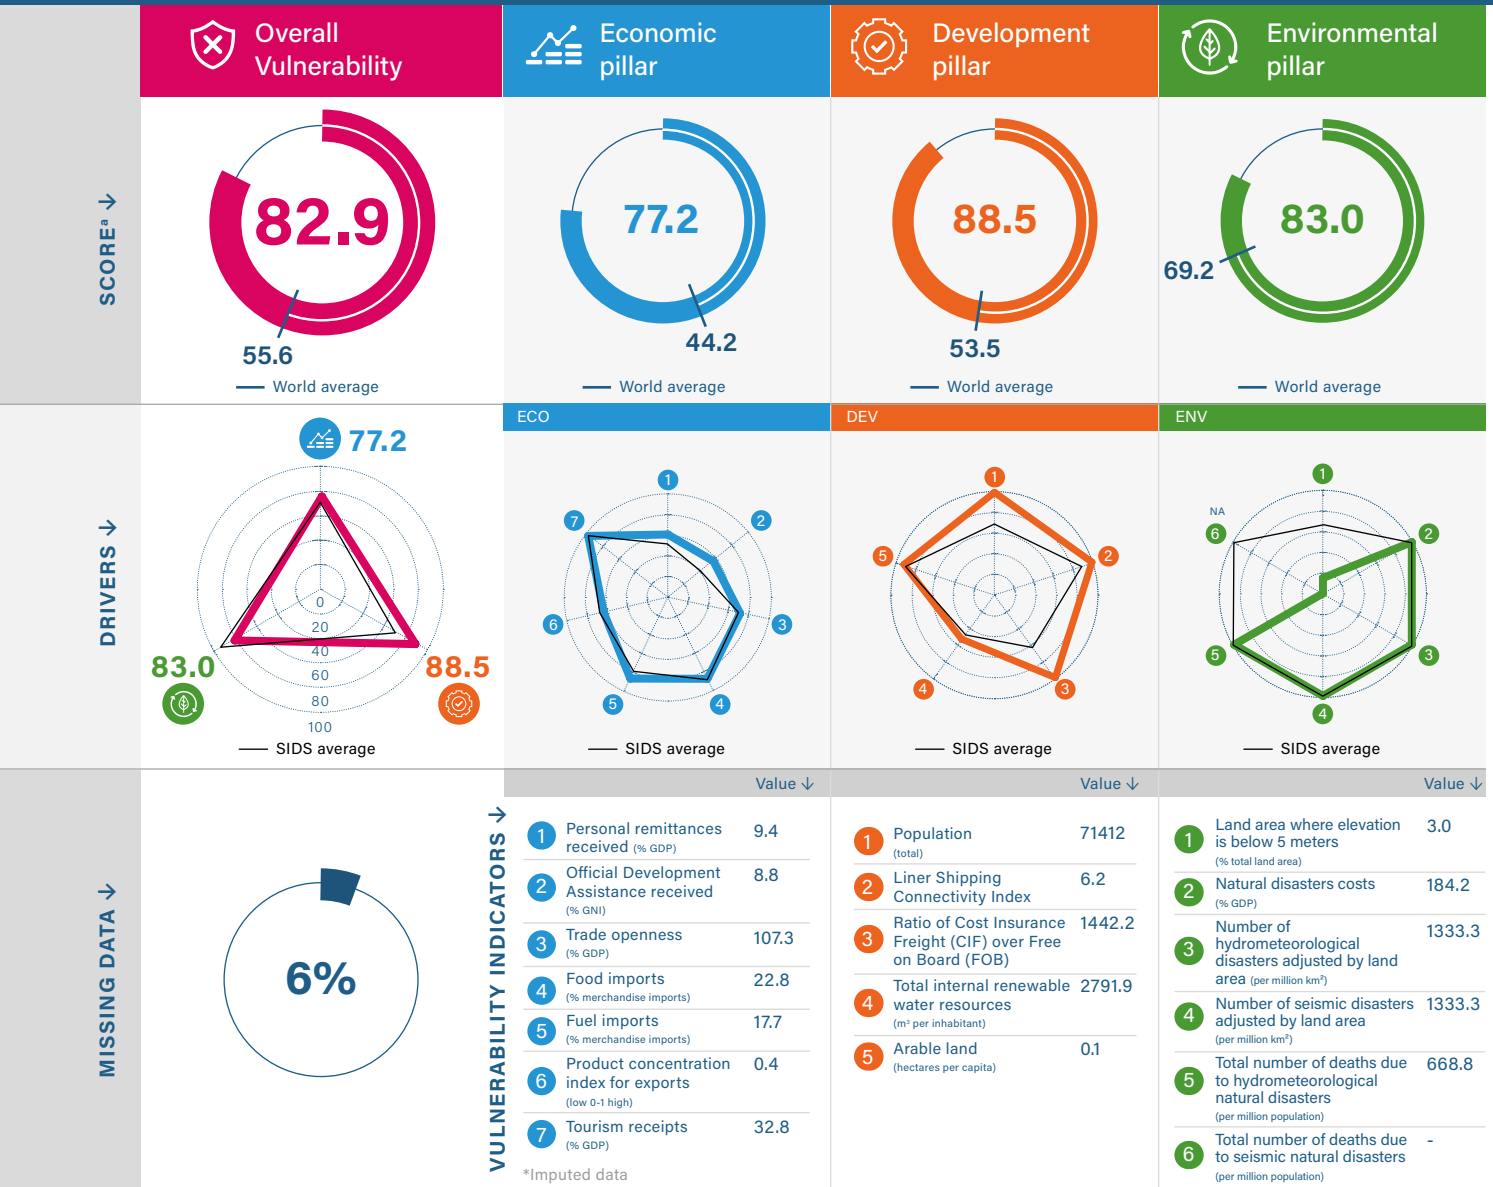 Overall
Vulnerability
Economic
pillar
Development
pillar
Environmental
pillar
SCOREª →
82.9
55.6
World average
77.2
44.2
World average
88.5
53.5
World average
83.0
69.2
World average
DRIVERS →
77.2
0
20
40
60
80
100
83.0
88.5
SIDS average
ECO
1
2
3
4
5
6
7
SIDS average
DEV
1
2
3
4
5
SIDS average
ENV
1
2
3
4
5
NA
6
SIDS average
MISSING DATA →
6%
VULNERABILITY INDICATORS →
Value ↓
1 Personal remittances 9.4
received (% GDP)
2 Official Development 8.8
Assistance received
(% GNI)
3 Trade openness 107.3
(% GDP)
4 Food imports 22.8
(% merchandise imports)
5 Fuel imports 17.7
(% merchandise imports)
6 Product concentration 0.4
index for exports
(low 0-1 high)
7 Tourism receipts 32.8
(% GDP)
*Imputed data
Value ↓
1 Population 71412
(total)
2 Liner Shipping 6.2
Connectivity Index
3 Ratio of Cost Insurance 1442.2
Freight (CIF) over Free
on Board (FOB)
4 Total internal renewable 2791.9
water resources
(m³ per inhabitant)
5 Arable land 0.1
(hectares per capita)
Value ↓
1 Land area where elevation 3.0
is below 5 meters
(% total land area)
2 Natural disasters costs 184.2
(% GDP)
3 Number of 1333.3
hydrometeorological
disasters adjusted by land
area (per million km²)
4 Number of seismic disasters 1333.3
adjusted by land area
(per million km²)
5 Total number of deaths due 668.8
to hydrometeorological
natural disasters
(per million population)
6 Total number of deaths due -
to seismic natural disasters
(per million population)